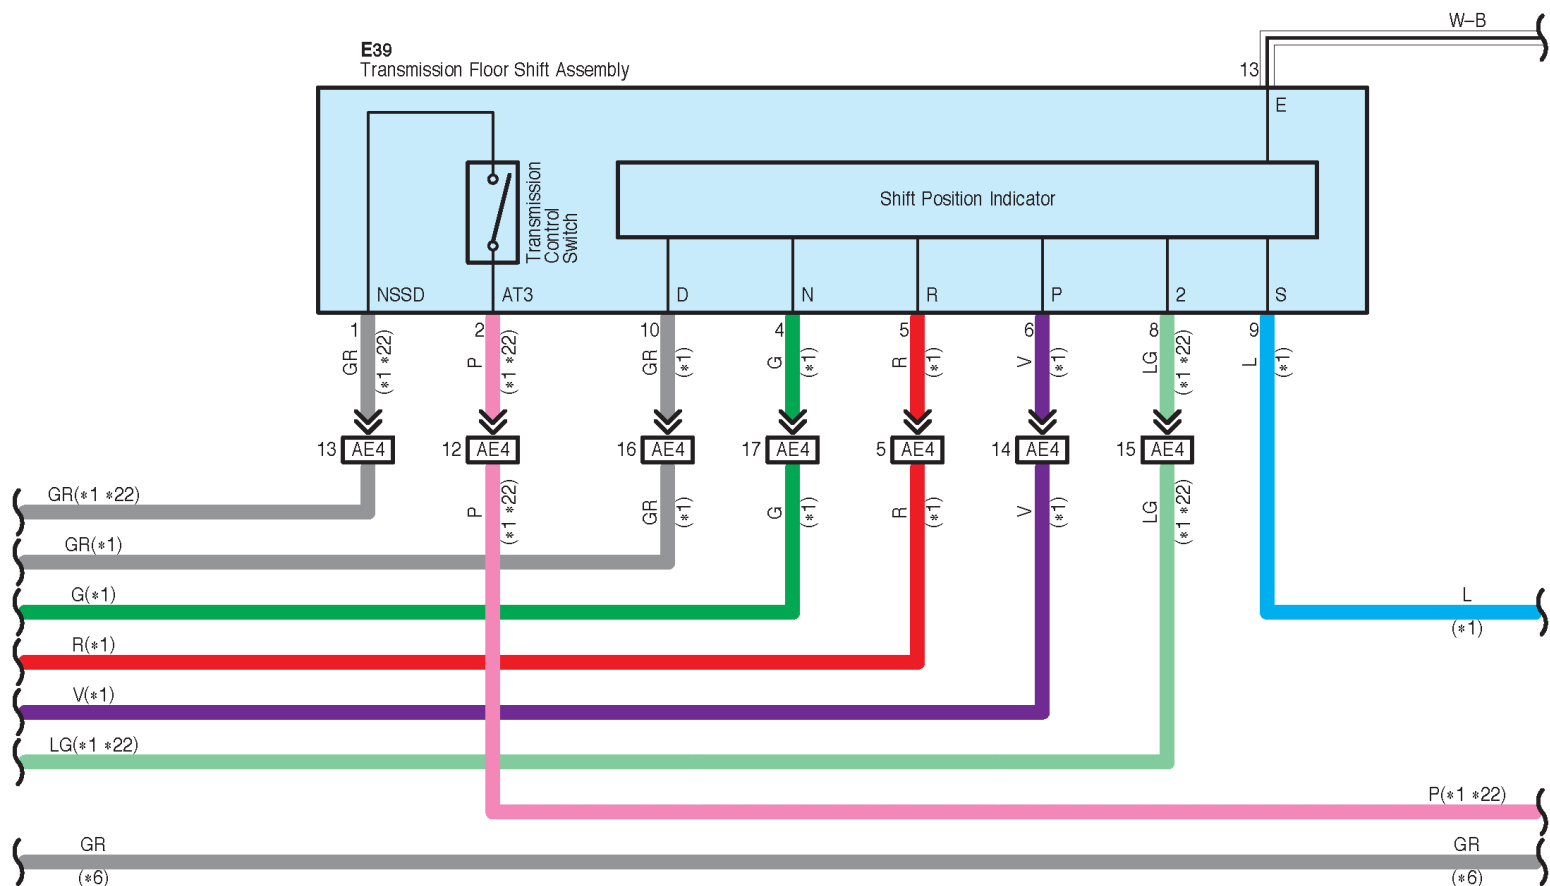 W–B
E39
Transmission Floor Shift Assembly
13
E
Shift Position Indicator
Transmission
Control
Switch
NSSD
AT3
D
N
R
P
2
S
1
2
10
4
5
6
8
9
GR
(*1 *22)
P
(*1 *22)
GR
(*1)
G
(*1)
R
(*1)
V
(*1)
LG
(*1 *22)
L
(*1)
13 AE4
12 AE4
16 AE4
17 AE4
5 AE4
14 AE4
15 AE4
GR(*1 *22)
P
(*1 *22)
GR
(*1)
G
(*1)
R
(*1)
V
(*1)
LG
(*1 *22)
GR(*1)
G(*1)
L
(*1)
R(*1)
V(*1)
LG(*1 *22)
P(*1 *22)
GR
(*6)
GR
(*6)